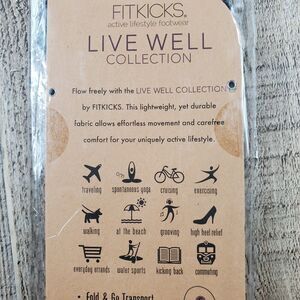 FITKICKS®
active lifestyle footwear
LIVE WELL
COLLECTION
Flow freely with the LIVE WELL COLLECTION
by FITKICKS. This lightweight, yet durable
fabric allows effortless movement and carefree
comfort for your uniquely active lifestyle.
traveling spontaneous yoga cruising exercising
walking at the beach grooving high heel relief
everyday errands water sports kicking back commuting
• Fold & Go Transport